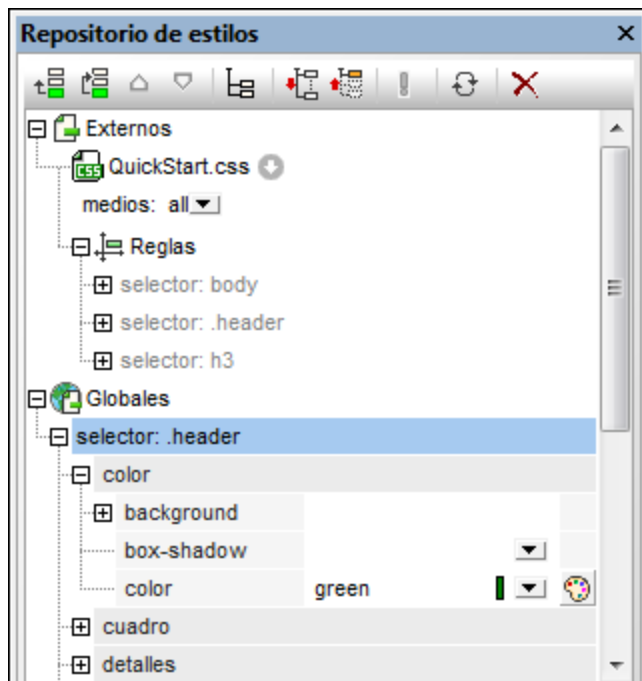 Repositorio de estilos
Externos
CSS QuickStart.css
medios: all
Reglas
selector: body
selector: .header
selector: h3
Globales
selector: .header
color
background
box-shadow
color green
cuadro
detalles